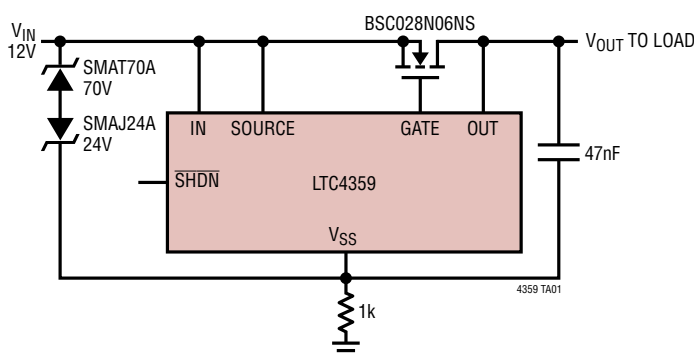 BSC028N06NS
VIN
12V
VOUT TO LOAD
SMAT70A
70V
SMAJ24A
24V
IN SOURCE GATE OUT
SHDN
LTC4359
47nF
VSS
4359 TA01
1k